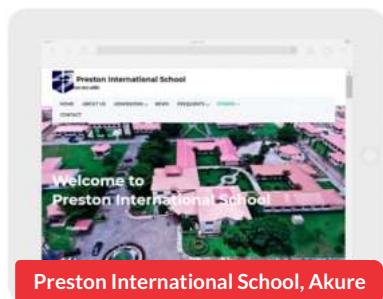 Preston International School
HOME ABOUT US ADMISSIONS NEWS FREQUENTS
CONTACT
Welcome to
Preston International School
Preston International School, Akure